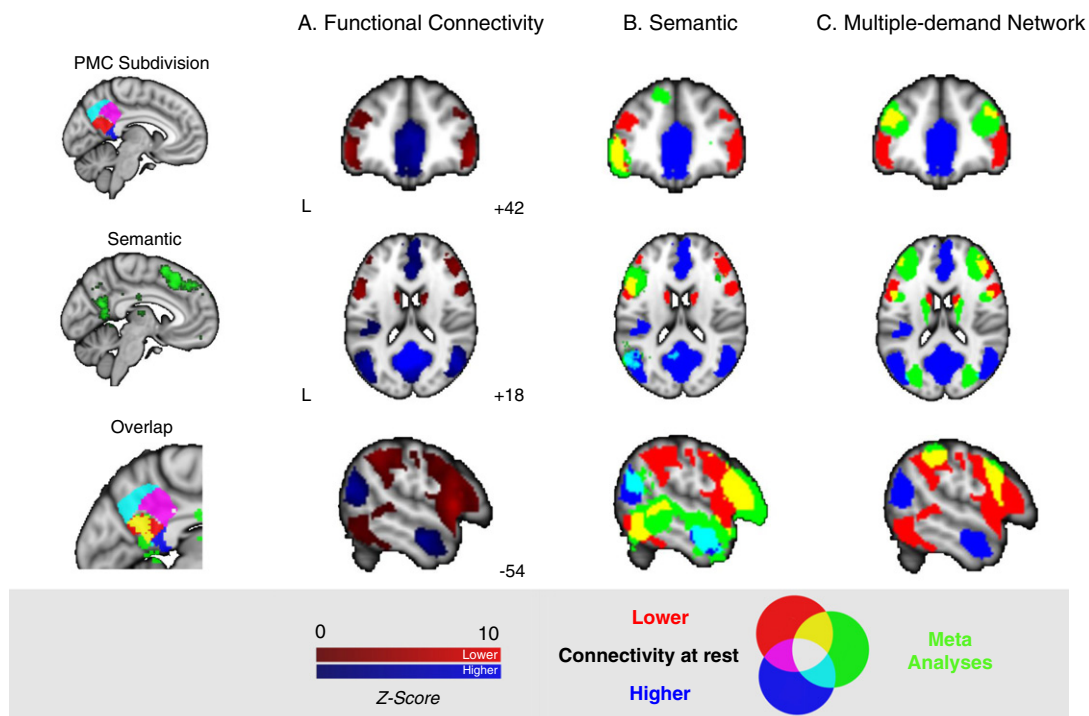 A. Functional Connectivity
B. Semantic
C. Multiple-demand Network
PMC Subdivision
L
+42
Semantic
L
+18
Overlap
-54
0
10
Lower
Higher
Z-Score
Lower
Connectivity at rest
Higher
Meta
Analyses